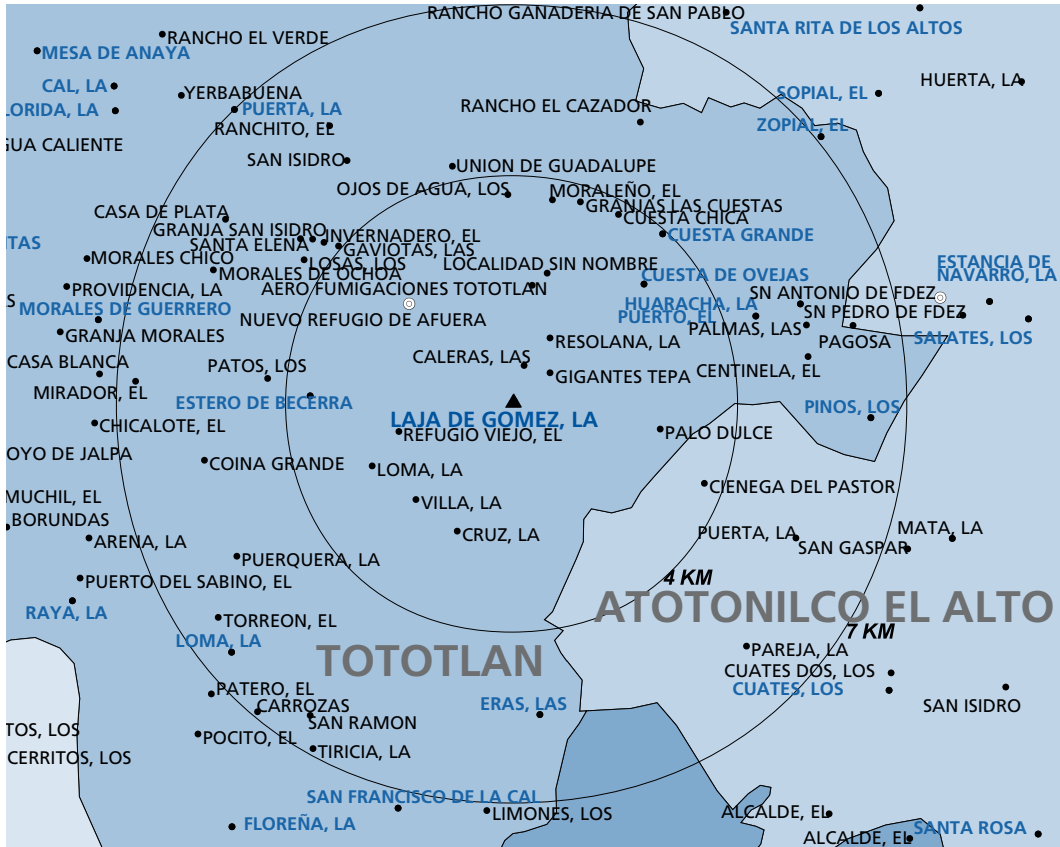 RANCHO GANADERIA DE SAN PABLO
SANTA RITA DE LOS ALTOS
RANCHO EL VERDE
MESA DE ANAYA
CAL, LA
YERBABUENA
HUERTA, LA
SOPIAL, EL
LORIDA, LA
PUERTA, LA
RANCHO EL CAZADOR
RANCHITO, EL
ZOPIAL, EL
GUA CALIENTE
SAN ISIDRO
UNION DE GUADALUPE
OJOS DE AGUA, LOS
MORALEÑO, EL
GRANJAS LAS CUESTAS
CASA DE PLATA
CUESTA CHICA
GRANJA SAN ISIDRO
INVERNADERO, EL
CUESTA GRANDE
TAS
SANTA ELENA
GAVIOTAS, LAS
MORALES CHICO
LOSAS, LOS
LOCALIDAD SIN NOMBRE
ESTANCIA DE
NAVARRO, LA
MORALES DE OCHOA
CUESTA DE OVEJAS
PROVIDENCIA, LA
AERO FUMIGACIONES TOTOTLAN
SN ANTONIO DE FDEZ
S
MORALES DE GUERRERO
HUARACHA, LA
PUERTO, EL
SN PEDRO DE FDEZ
NUEVO REFUGIO DE AFUERA
PALMAS, LAS
GRANJA MORALES
RESOLANA, LA
PAGOSA
SALATES, LOS
CASA BLANCA
PATOS, LOS
CALERAS, LAS
GIGANTES TEPA
CENTINELA, EL
MIRADOR, EL
ESTERO DE BECERRA
PINOS, LOS
LAJA DE GOMEZ, LA
CHICALOTE, EL
REFUGIO VIEJO, EL
PALO DULCE
OYO DE JALPA
COINA GRANDE
LOMA, LA
CIENEGA DEL PASTOR
MUCHIL, EL
VILLA, LA
BORUNDAS
ARENA, LA
CRUZ, LA
PUERTA, LA
MATA, LA
SAN GASPAR
PUERQUERA, LA
PUERTO DEL SABINO, EL
4 KM
RAYA, LA
ATOTONILCO EL ALTO
TORREON, EL
7 KM
LOMA, LA
TOTOTLAN
PAREJA, LA
CUATES DOS, LOS
PATERO, EL
CUATES, LOS
CARROZAS
ERAS, LAS
SAN ISIDRO
SAN RAMON
TOS, LOS
POCITO, EL
TIRICIA, LA
CERRITOS, LOS
SAN FRANCISCO DE LA CAL
LIMONES, LOS
ALCALDE, EL
FLOREÑA, LA
SANTA ROSA
ALCALDE, EL